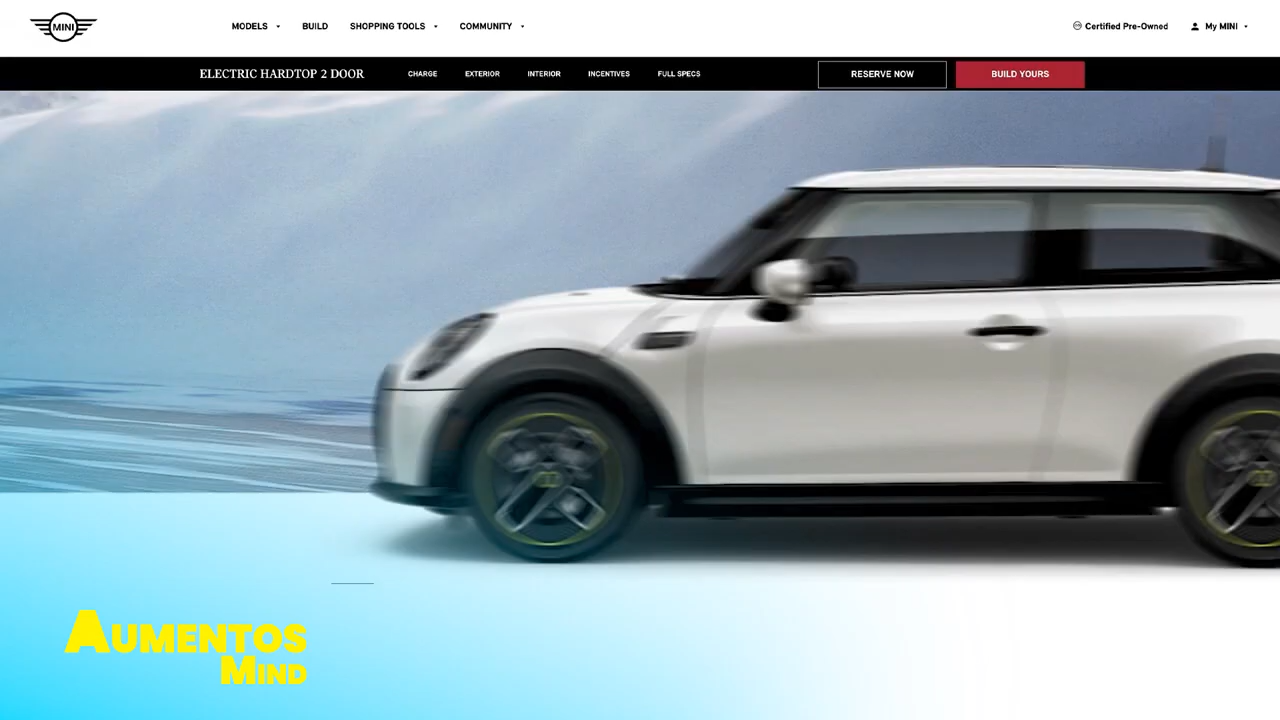 MINI
MODELS
BUILD
SHOPPING TOOLS
COMMUNITY
Certified Pre-Owned
My MINI
ELECTRIC HARDTOP 2 DOOR
CHARGE
EXTERIOR
INTERIOR
INCENTIVES
FULL SPECS
RESERVE NOW
BUILD YOURS
AUMENTOS
MIND